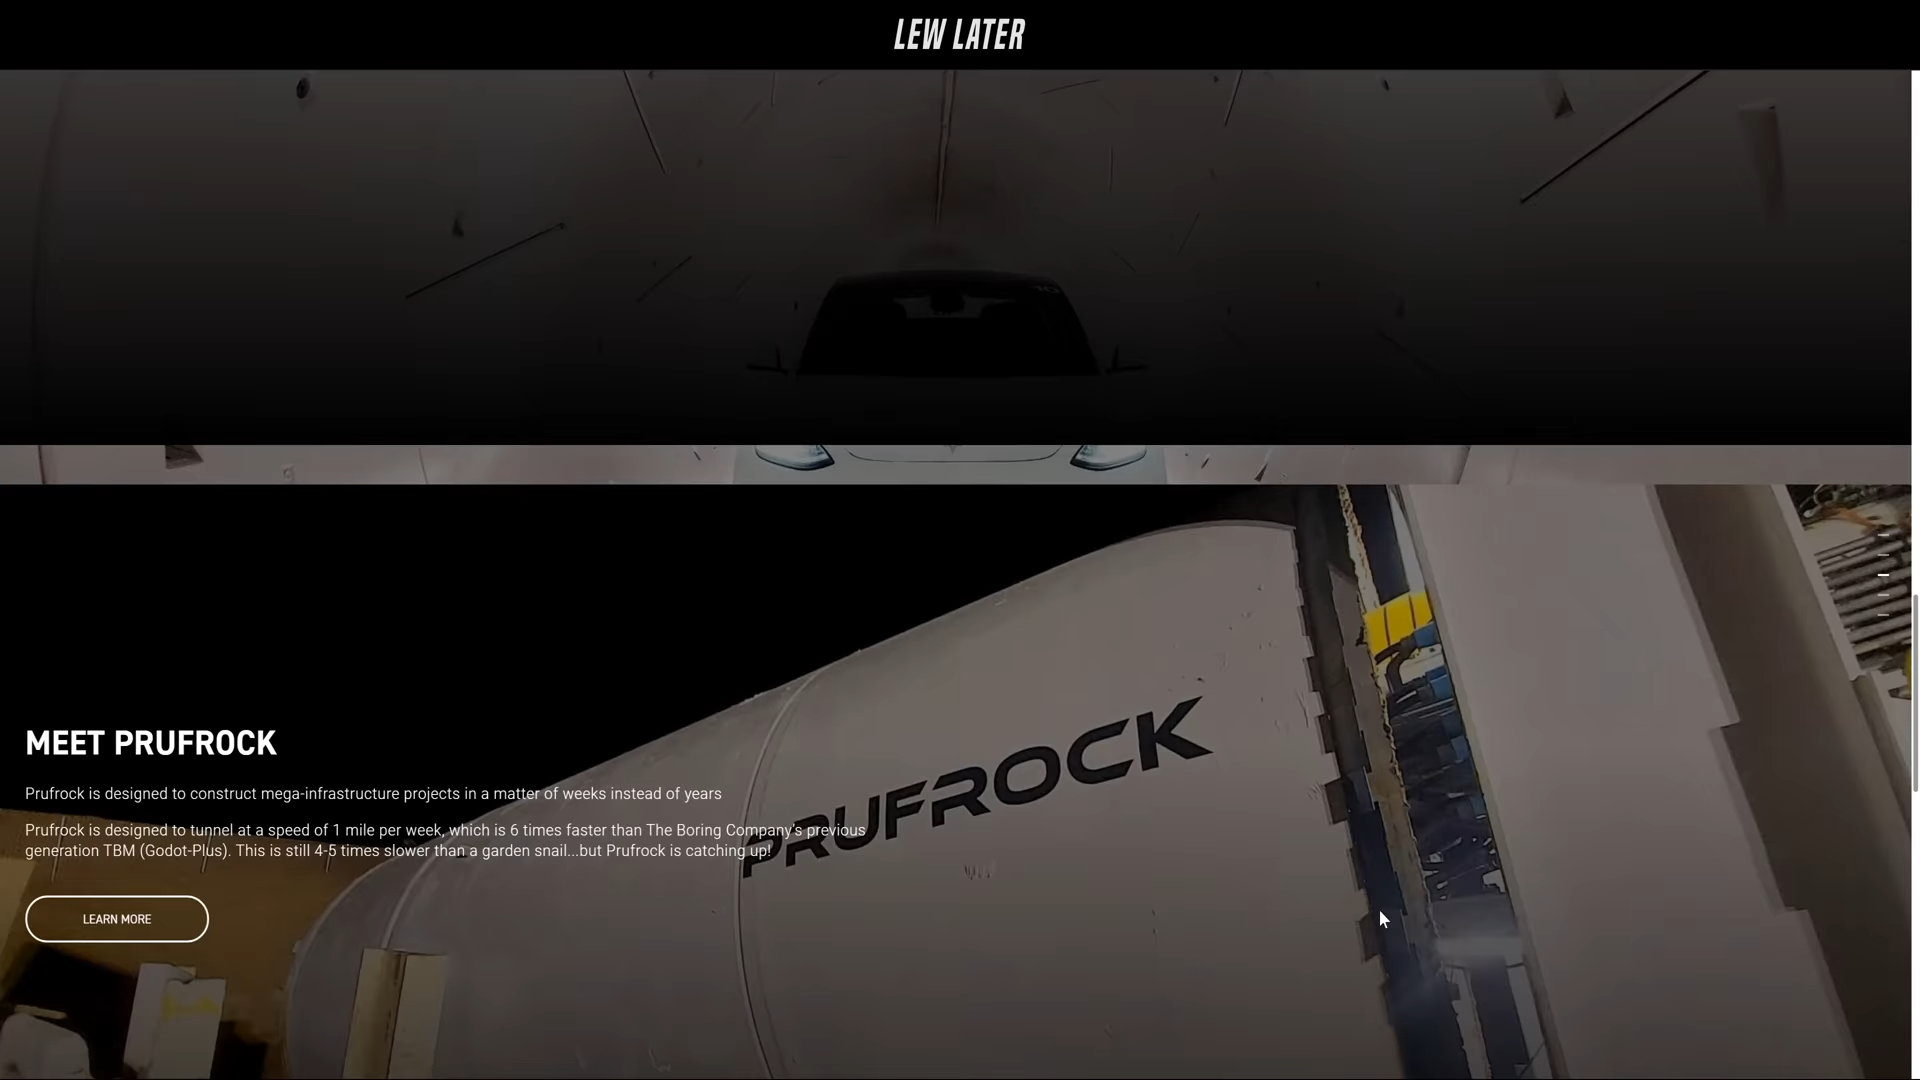 LEW LATER
MEET PRUFROCK
Prufrock is designed to construct mega-infrastructure projects in a matter of weeks instead of years
Prufrock is designed to tunnel at a speed of 1 mile per week, which is 6 times faster than The Boring Company's previous
generation TBM (Godot-Plus). This is still 4-5 times slower than a garden snail...but Prufrock is catching up!
PRUFROCK
LEARN MORE